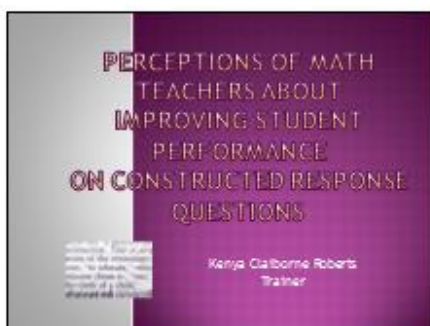 PERCEPTIONS OF MATH
TEACHERS ABOUT
IMPROVING STUDENT
PERFORMANCE
ON CONSTRUCTED RESPONSE
QUESTIONS
Kenya Claiborne Roberts
Trainer